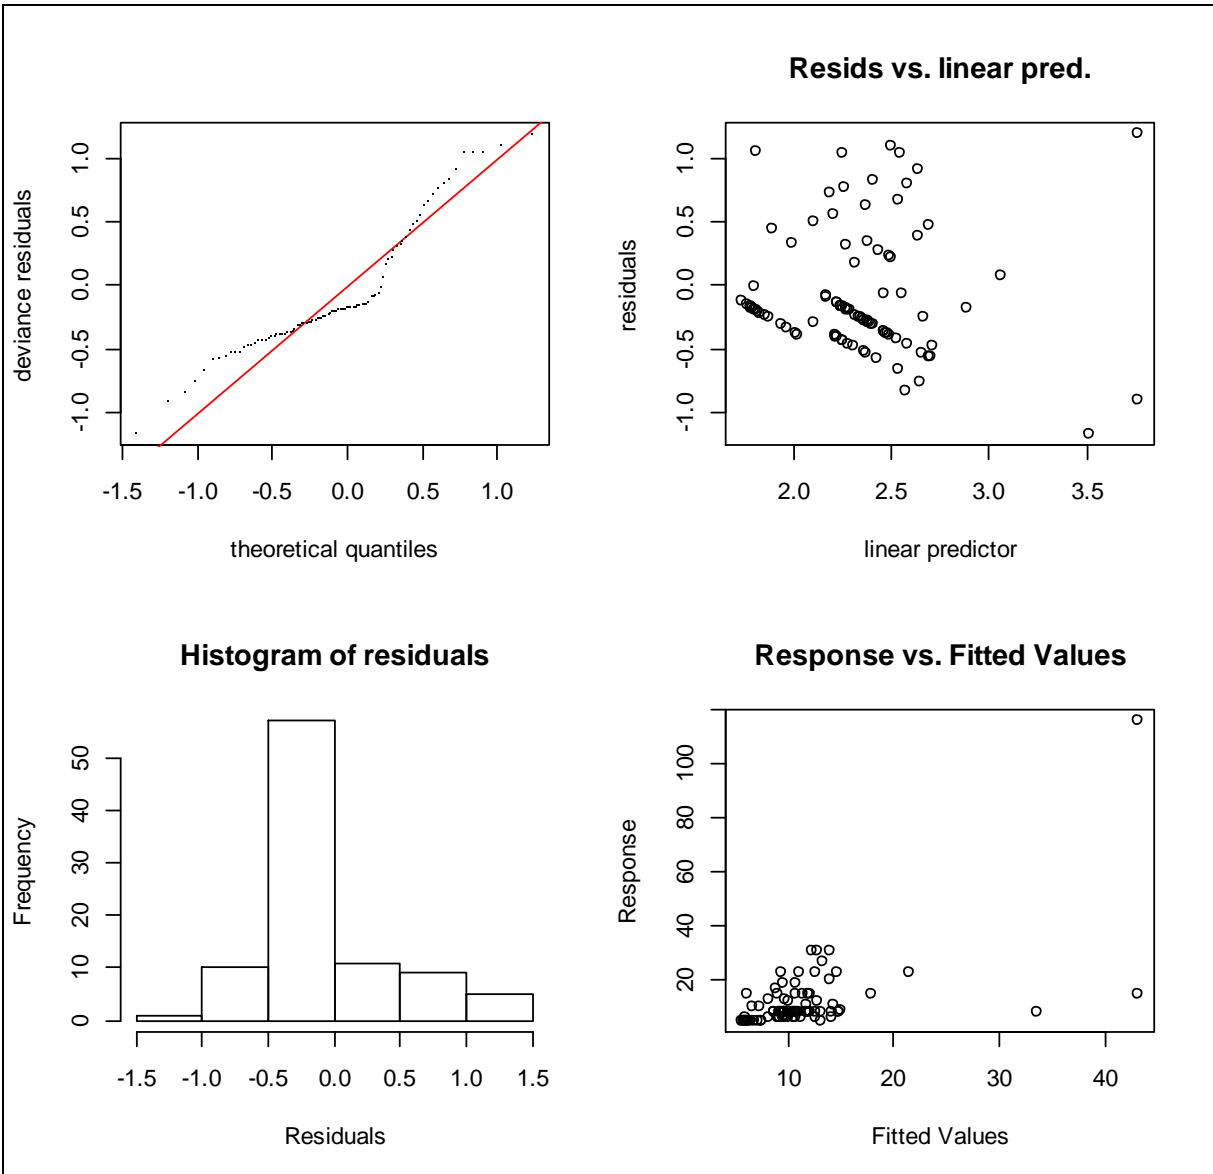 deviance residuals
1.0
0.5
0.0
-0.5
-1.0
-1.5 -1.0 -0.5 0.0 0.5 1.0
theoretical quantiles
Resids vs. linear pred.
residuals
1.0
0.5
0.0
-0.5
-1.0
2.0 2.5 3.0 3.5
linear predictor
Histogram of residuals
Frequency
50
40
30
20
10
0
-1.5 -1.0 -0.5 0.0 0.5 1.0 1.5
Residuals
Response vs. Fitted Values
Response
100
80
60
40
20
10 20 30 40
Fitted Values